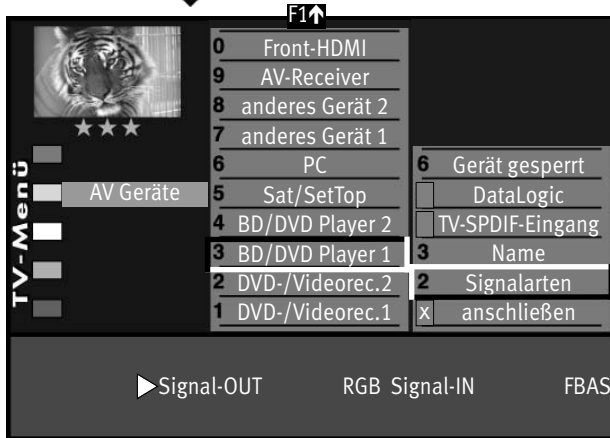 F1↑
0 Front-HDMI
9 AV-Receiver
8 anderes Gerät 2
7 anderes Gerät 1
6 PC
5 Sat/SetTop
4 BD/DVD Player 2
3 BD/DVD Player 1
2 DVD-/Videorec.2
1 DVD-/Videorec.1
TV-Menü
AV Geräte
6 Gerät gesperrt
DataLogic
TV-SPDIF-Eingang
3 Name
2 Signalarten
x anschließen
Signal-OUT RGB Signal-IN FBAS